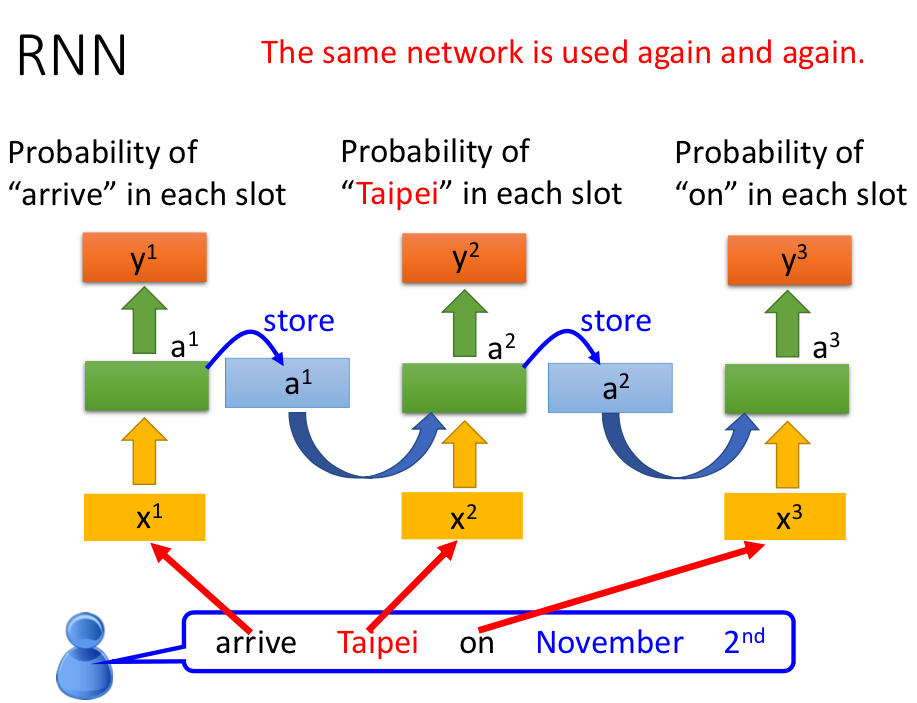 RNN
The same network is used again and again.
Probability of
“arrive” in each slot
Probability of
“Taipei” in each slot
Probability of
“on” in each slot
y¹
y²
y³
store
store
a¹
a²
a³
a¹
a²
x¹
x²
x³
arrive Taipei on November 2ⁿᵈ